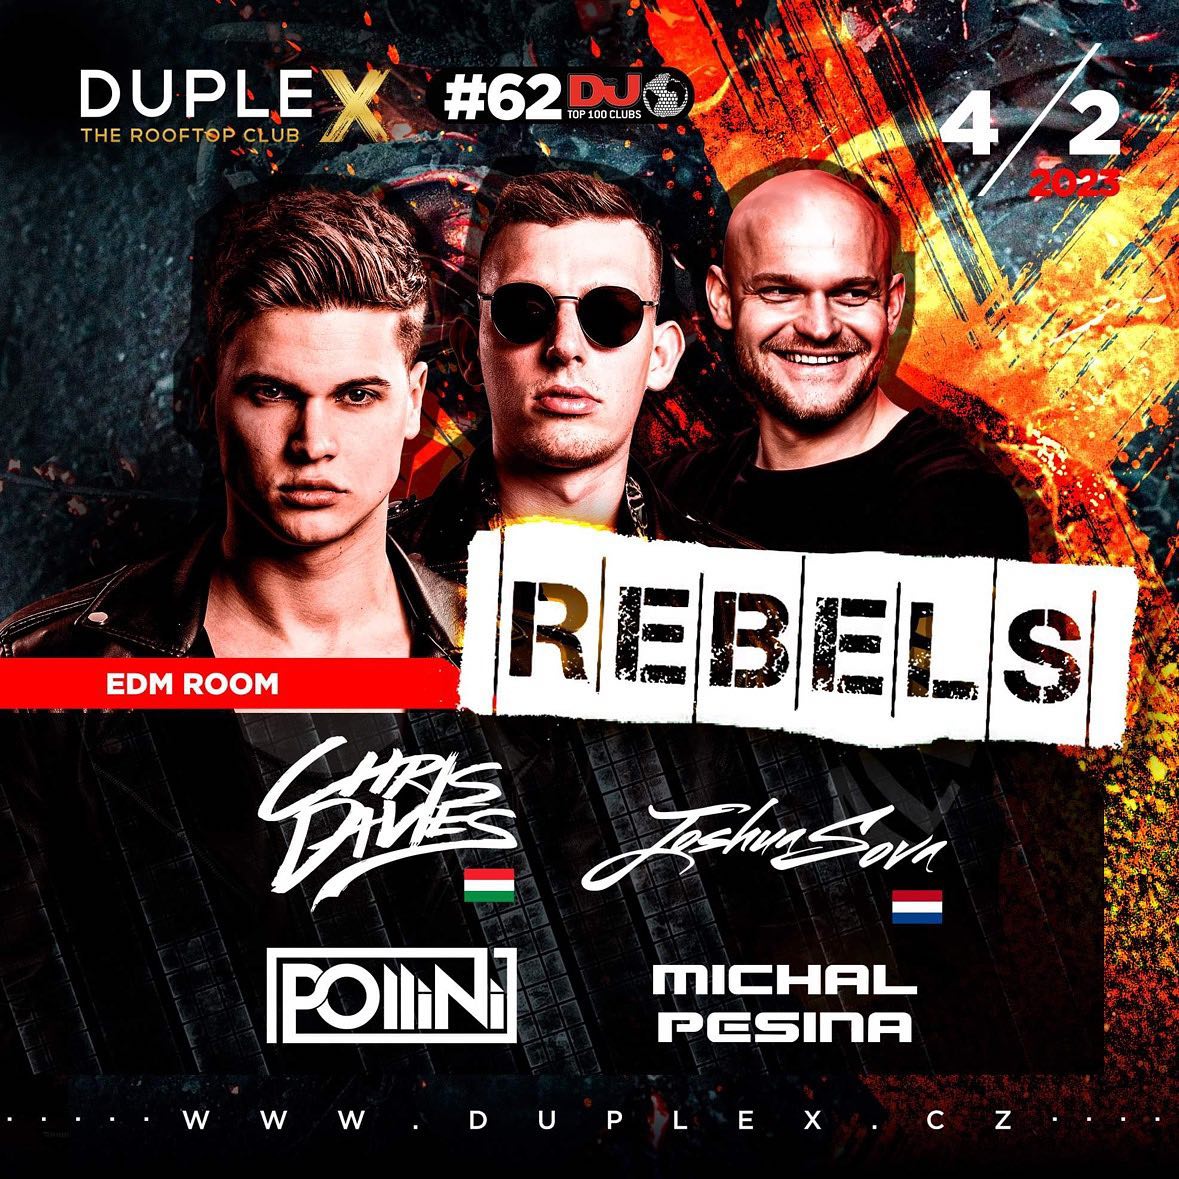 DUPLEX
THE ROOFTOP CLUB
#62 DJ
TOP 100 CLUBS
4/2
2023
REBELS
EDM ROOM
CHRIS
DAVIES
Joshua Sova
POLLINI
MICHAL
PESINA
WWW.DUPLEX.CZ